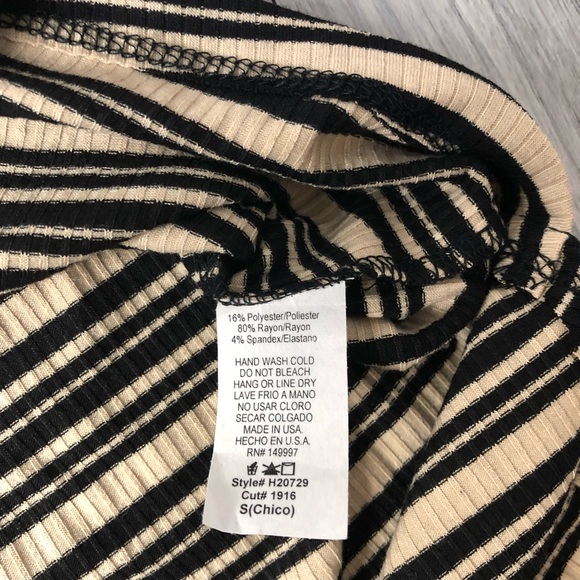 16% Polyester/Poliester
80% Rayon/Rayon
4% Spandex/Elastano
HAND WASH COLD
DO NOT BLEACH
HANG OR LINE DRY
LAVE FRIO A MANO
NO USAR CLORO
SECAR COLGADO
MADE IN USA.
HECHO EN U.S.A.
RN# 149997
Style# H20729
Cut# 1916
S(Chico)